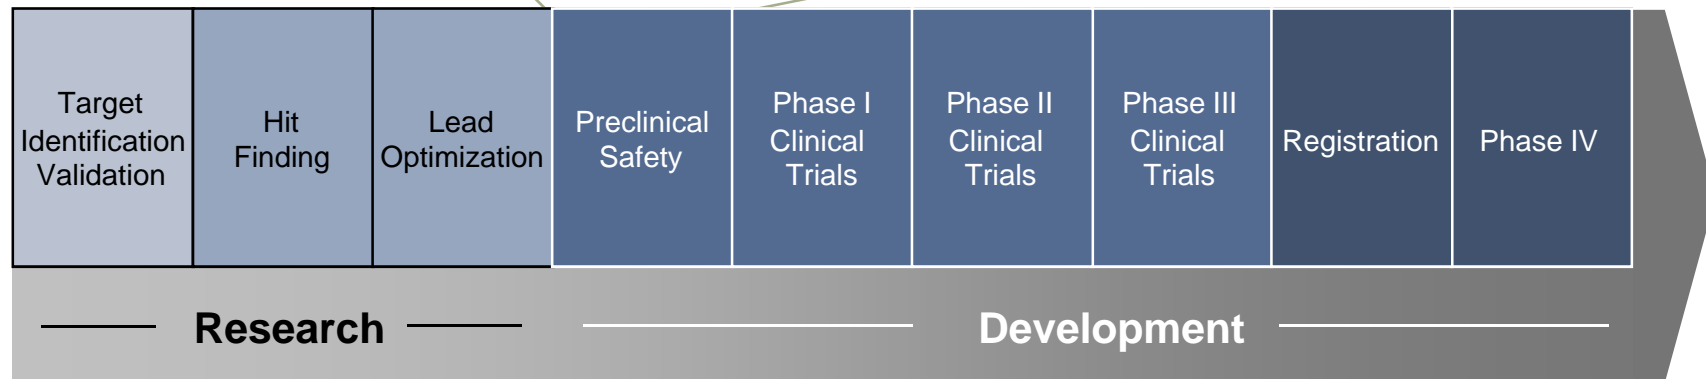 Target
Identification
Validation
Hit
Finding
Lead
Optimization
Preclinical
Safety
Phase I
Clinical
Trials
Phase II
Clinical
Trials
Phase III
Clinical
Trials
Registration
Phase IV
Research
Development